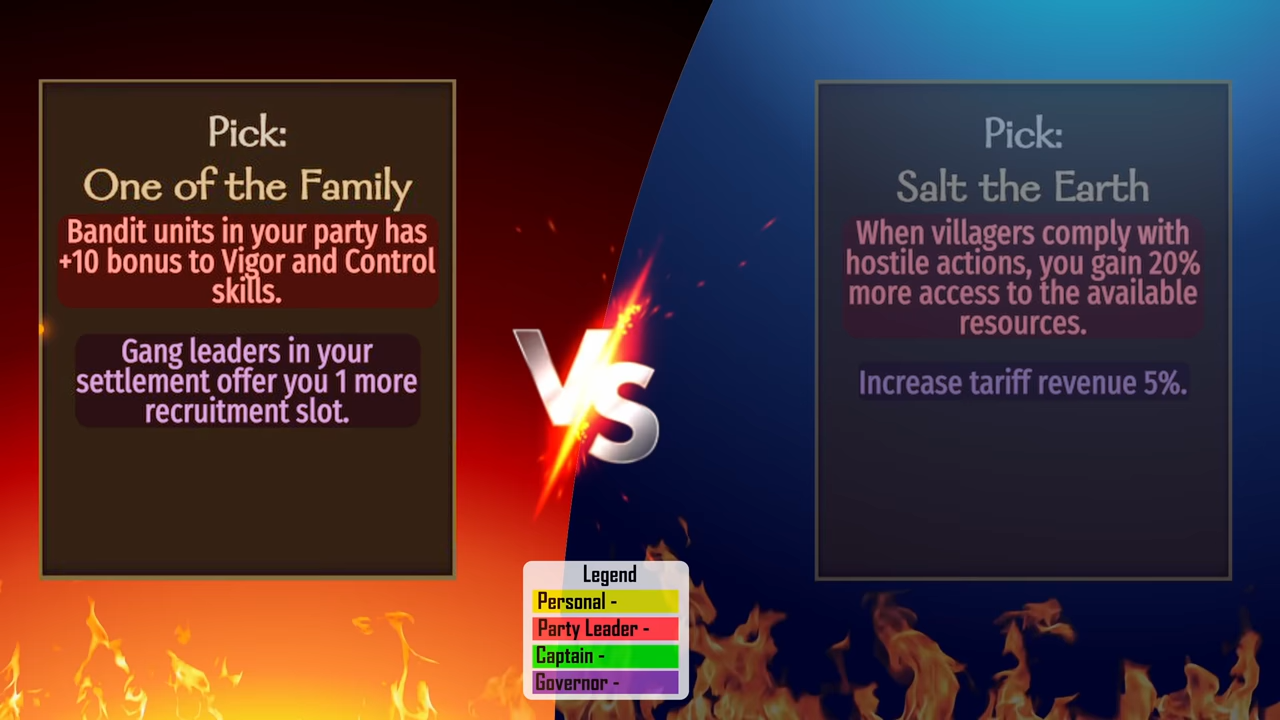 Pick:
One of the Family
Bandit units in your party has
+10 bonus to Vigor and Control
skills.
Gang leaders in your
settlement offer you 1 more
recruitment slot.
VS
Pick:
Salt the Earth
When villagers comply with
hostile actions, you gain 20%
more access to the available
resources.
Increase tariff revenue 5%.
Legend
Personal -
Party Leader -
Captain -
Governor -